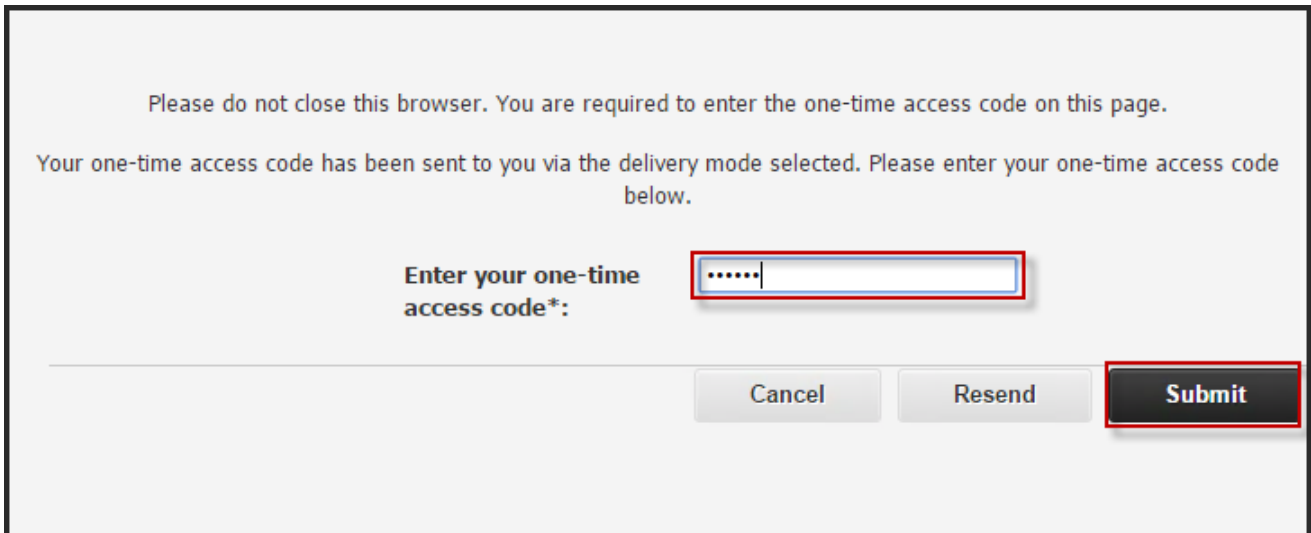 Please do not close this browser. You are required to enter the one-time access code on this page.
Your one-time access code has been sent to you via the delivery mode selected. Please enter your one-time access code
below.
Enter your one-time
access code*:
••••••
Cancel
Resend
Submit